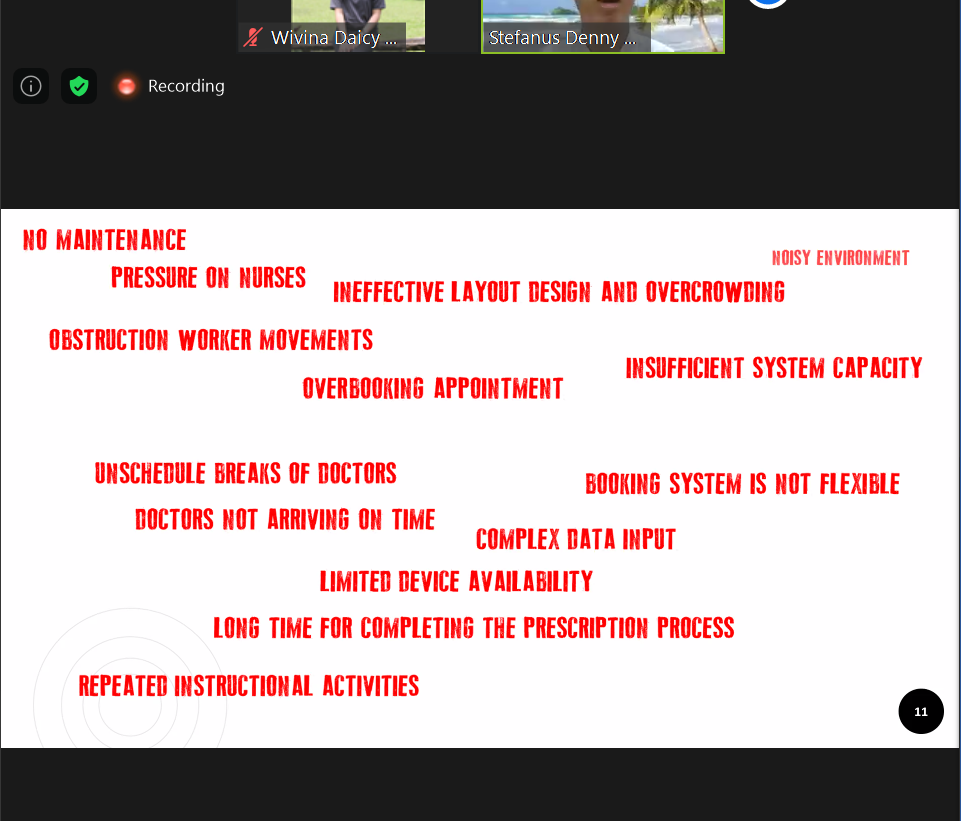 Wivina Daicy ...
Stefanus Denny ...
Recording
NO MAINTENANCE
NOISY ENVIRONMENT
PRESSURE ON NURSES
INEFFECTIVE LAYOUT DESIGN AND OVERCROWDING
OBSTRUCTION WORKER MOVEMENTS
INSUFFICIENT SYSTEM CAPACITY
OVERBOOKING APPOINTMENT
UNSCHEDULE BREAKS OF DOCTORS
BOOKING SYSTEM IS NOT FLEXIBLE
DOCTORS NOT ARRIVING ON TIME
COMPLEX DATA INPUT
LIMITED DEVICE AVAILABILITY
LONG TIME FOR COMPLETING THE PRESCRIPTION PROCESS
REPEATED INSTRUCTIONAL ACTIVITIES
11